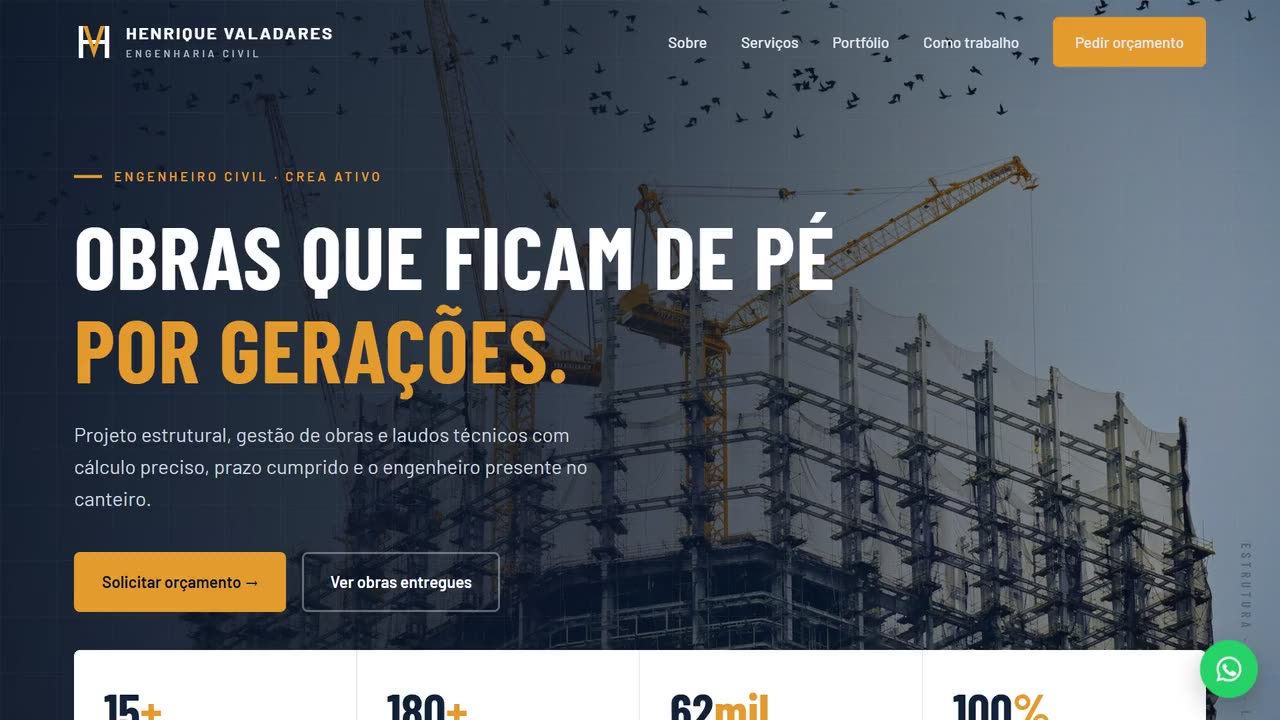 HENRIQUE VALADARES
ENGENHARIA CIVIL
Sobre
Serviços
Portfólio
Como trabalho
Pedir orçamento
ENGENHEIRO CIVIL · CREA ATIVO
OBRAS QUE FICAM DE PÉ
POR GERAÇÕES.
Projeto estrutural, gestão de obras e laudos técnicos com
cálculo preciso, prazo cumprido e o engenheiro presente no
canteiro.
Solicitar orçamento →
Ver obras entregues
ESTRUTURA
15+
180+
62mil
100%